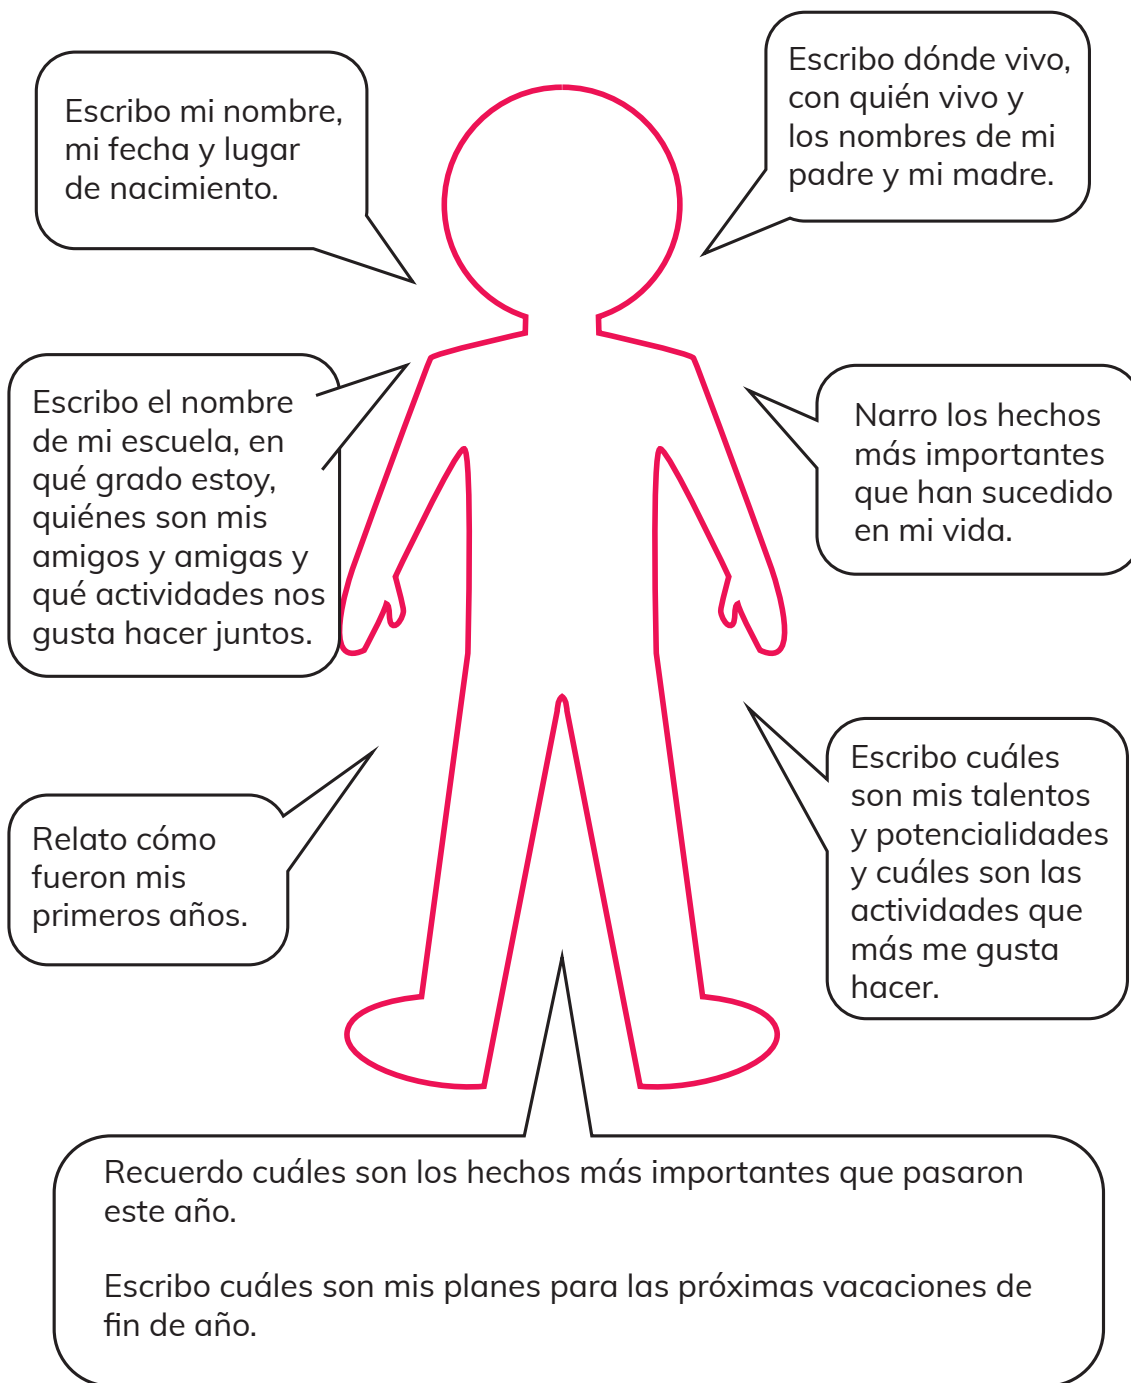 Escribo mi nombre,
mi fecha y lugar
de nacimiento.
Escribo dónde vivo,
con quién vivo y
los nombres de mi
padre y mi madre.
Escribo el nombre
de mi escuela, en
qué grado estoy,
quiénes son mis
amigos y amigas y
qué actividades nos
gusta hacer juntos.
Narro los hechos
más importantes
que han sucedido
en mi vida.
Relato cómo
fueron mis
primeros años.
Escribo cuáles
son mis talentos
y potencialidades
y cuáles son las
actividades que
más me gusta
hacer.
Recuerdo cuáles son los hechos más importantes que pasaron
este año.
Escribo cuáles son mis planes para las próximas vacaciones de
fin de año.